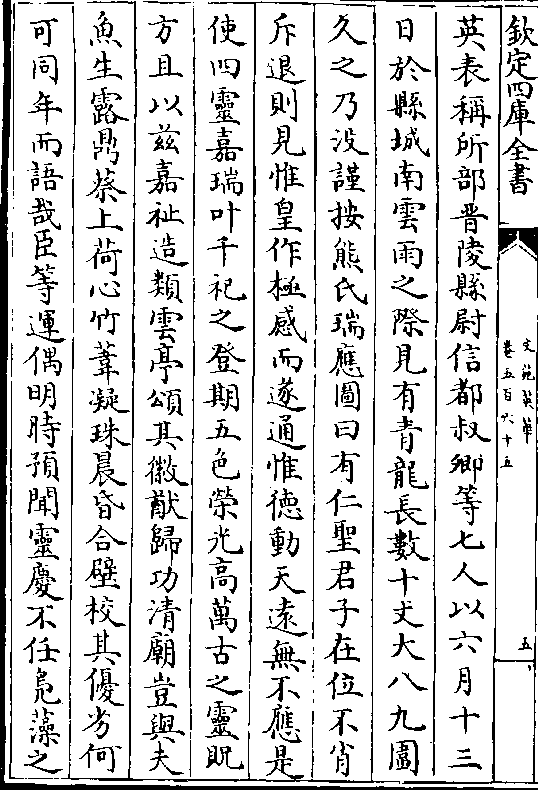 欽定四庫全書
文苑英華
卷五百六十五
五
英表稱所部晋陵縣尉信都叔卿等七人以六月十三
日於縣城南雲雨之際見有青龍長數十丈大八九圍
久之乃没謹按熊氏瑞應圖曰有仁聖君子在位不肖
斥退則見惟皇作極感而遂通惟德動天遠無不應是
使四靈嘉瑞叶千祀之登期五色榮光高萬古之靈貺
方且以兹嘉祉造類雲亭頌其徽猷歸功清廟豈與夫
魚生露鼎蔡上荷心竹葦凝珠晨昏合璧校其優劣何
可同年而語哉臣等運偶明時預聞靈慶不任鳧藻之